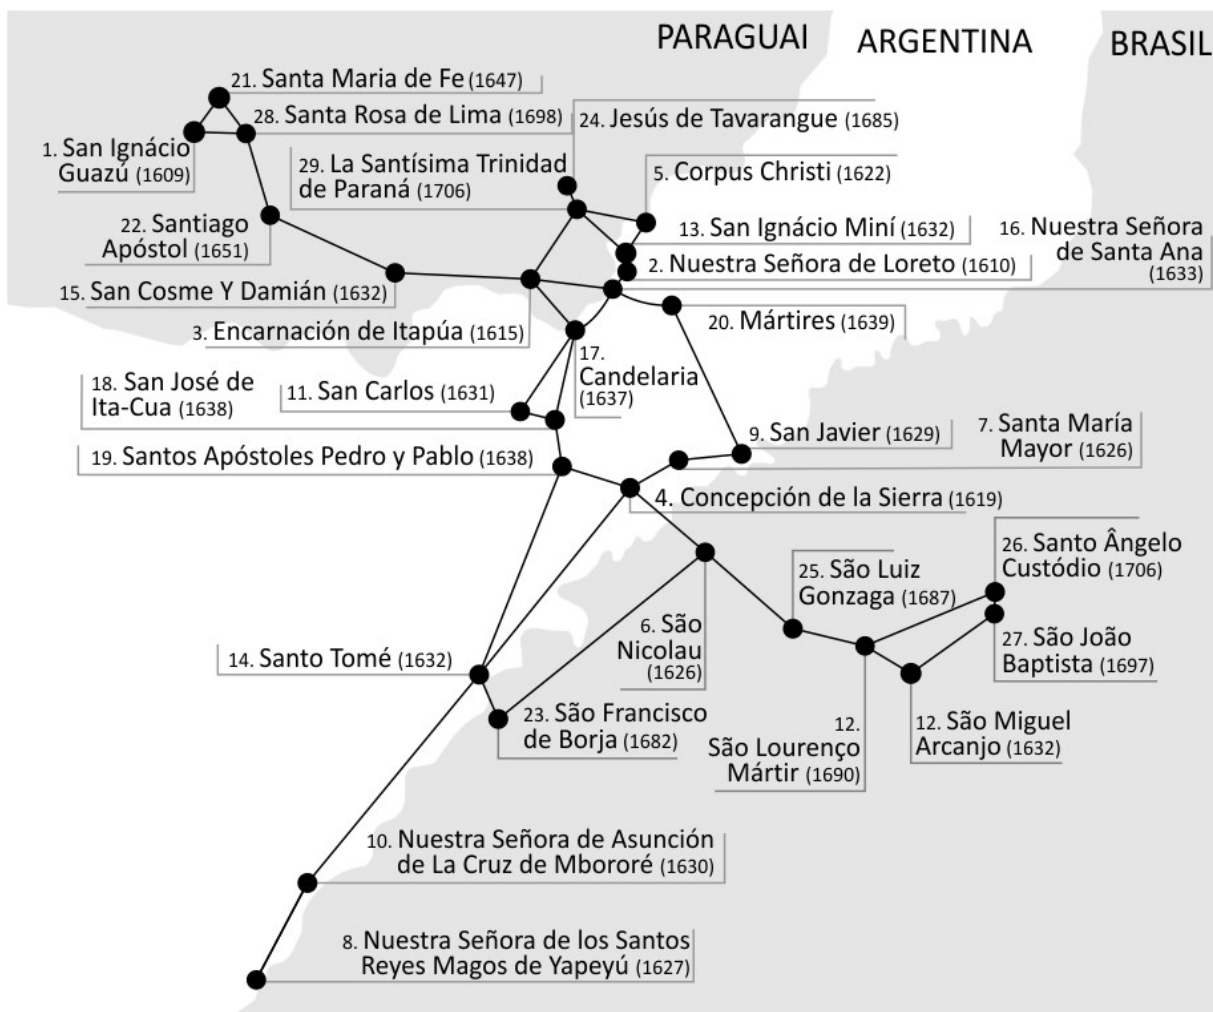 PARAGUAI
ARGENTINA
BRASIL
21. Santa Maria de Fe (1647)
28. Santa Rosa de Lima (1698)
24. Jesús de Tavarangue (1685)
1. San Ignácio
Guazú (1609)
29. La Santísima Trinidad
de Paraná (1706)
5. Corpus Christi (1622)
22. Santiago
Apóstol (1651)
13. San Ignácio Miní (1632)
16. Nuestra Señora
de Santa Ana
(1633)
2. Nuestra Señora de Loreto (1610)
15. San Cosme Y Damián (1632)
3. Encarnación de Itapúa (1615)
20. Mártires (1639)
17.
Candelaria
(1637)
18. San José de
Ita-Cua (1638)
11. San Carlos (1631)
9. San Javier (1629)
7. Santa María
Mayor (1626)
19. Santos Apóstoles Pedro y Pablo (1638)
4. Concepción de la Sierra (1619)
26. Santo Ângelo
Custódio (1706)
25. São Luiz
Gonzaga (1687)
6. São
Nicolau
(1626)
27. São João
Baptista (1697)
14. Santo Tomé (1632)
23. São Francisco
de Borja (1682)
12.
São Lourenço
Mártir (1690)
12. São Miguel
Arcanjo (1632)
10. Nuestra Señora de Asunción
de La Cruz de Mbororé (1630)
8. Nuestra Señora de los Santos
Reyes Magos de Yapeyú (1627)